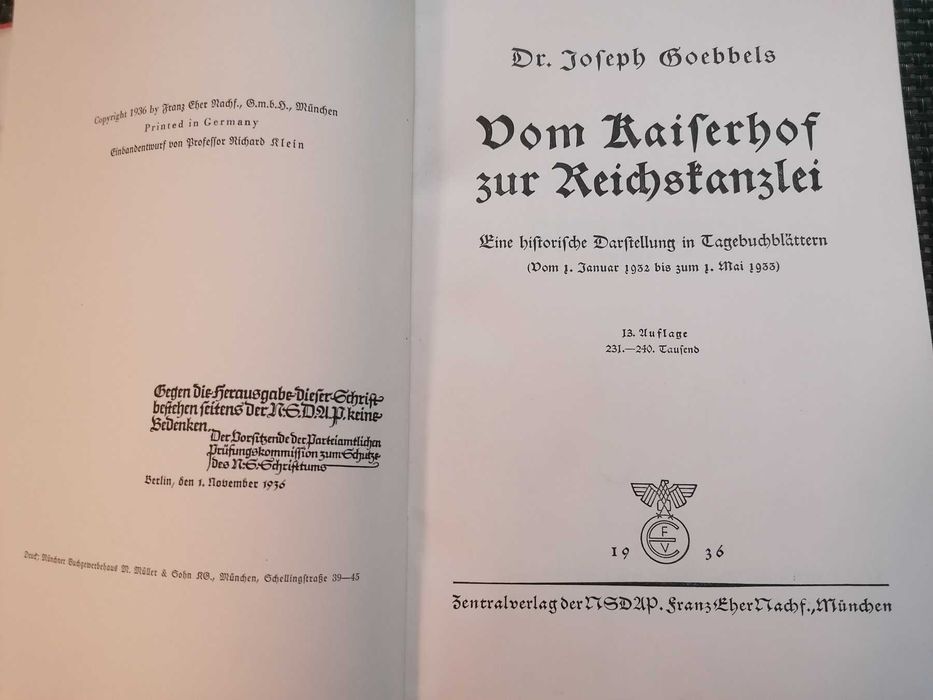 Copyright 1936 by Franz Eher Nachf., G.m.b.H., München
Printed in Germany
Einbandentwurf von Professor Richard Klein
Gegen die Herausgabe dieser Schrift
bestehen seitens der N.S.D.A.P. keine
Bedenken.
Der Vorsitzende der Parteiamtlichen
Prüfungskommission zum Schutze
des N.S.-Schrifttums
Berlin, den 1. November 1936
Druck: Münchner Buchgewerbehaus M. Müller & Sohn KG., München, Schellingstraße 39—45
Dr. Joseph Goebbels
Vom Kaiserhof
zur Reichskanzlei
Eine historische Darstellung in Tagebuchblättern
(Vom 1. Januar 1932 bis zum 1. Mai 1933)
13. Auflage
231.—240. Tausend
F
E
V
19 36
Zentralverlag der NSDAP. Franz Eher Nachf., München